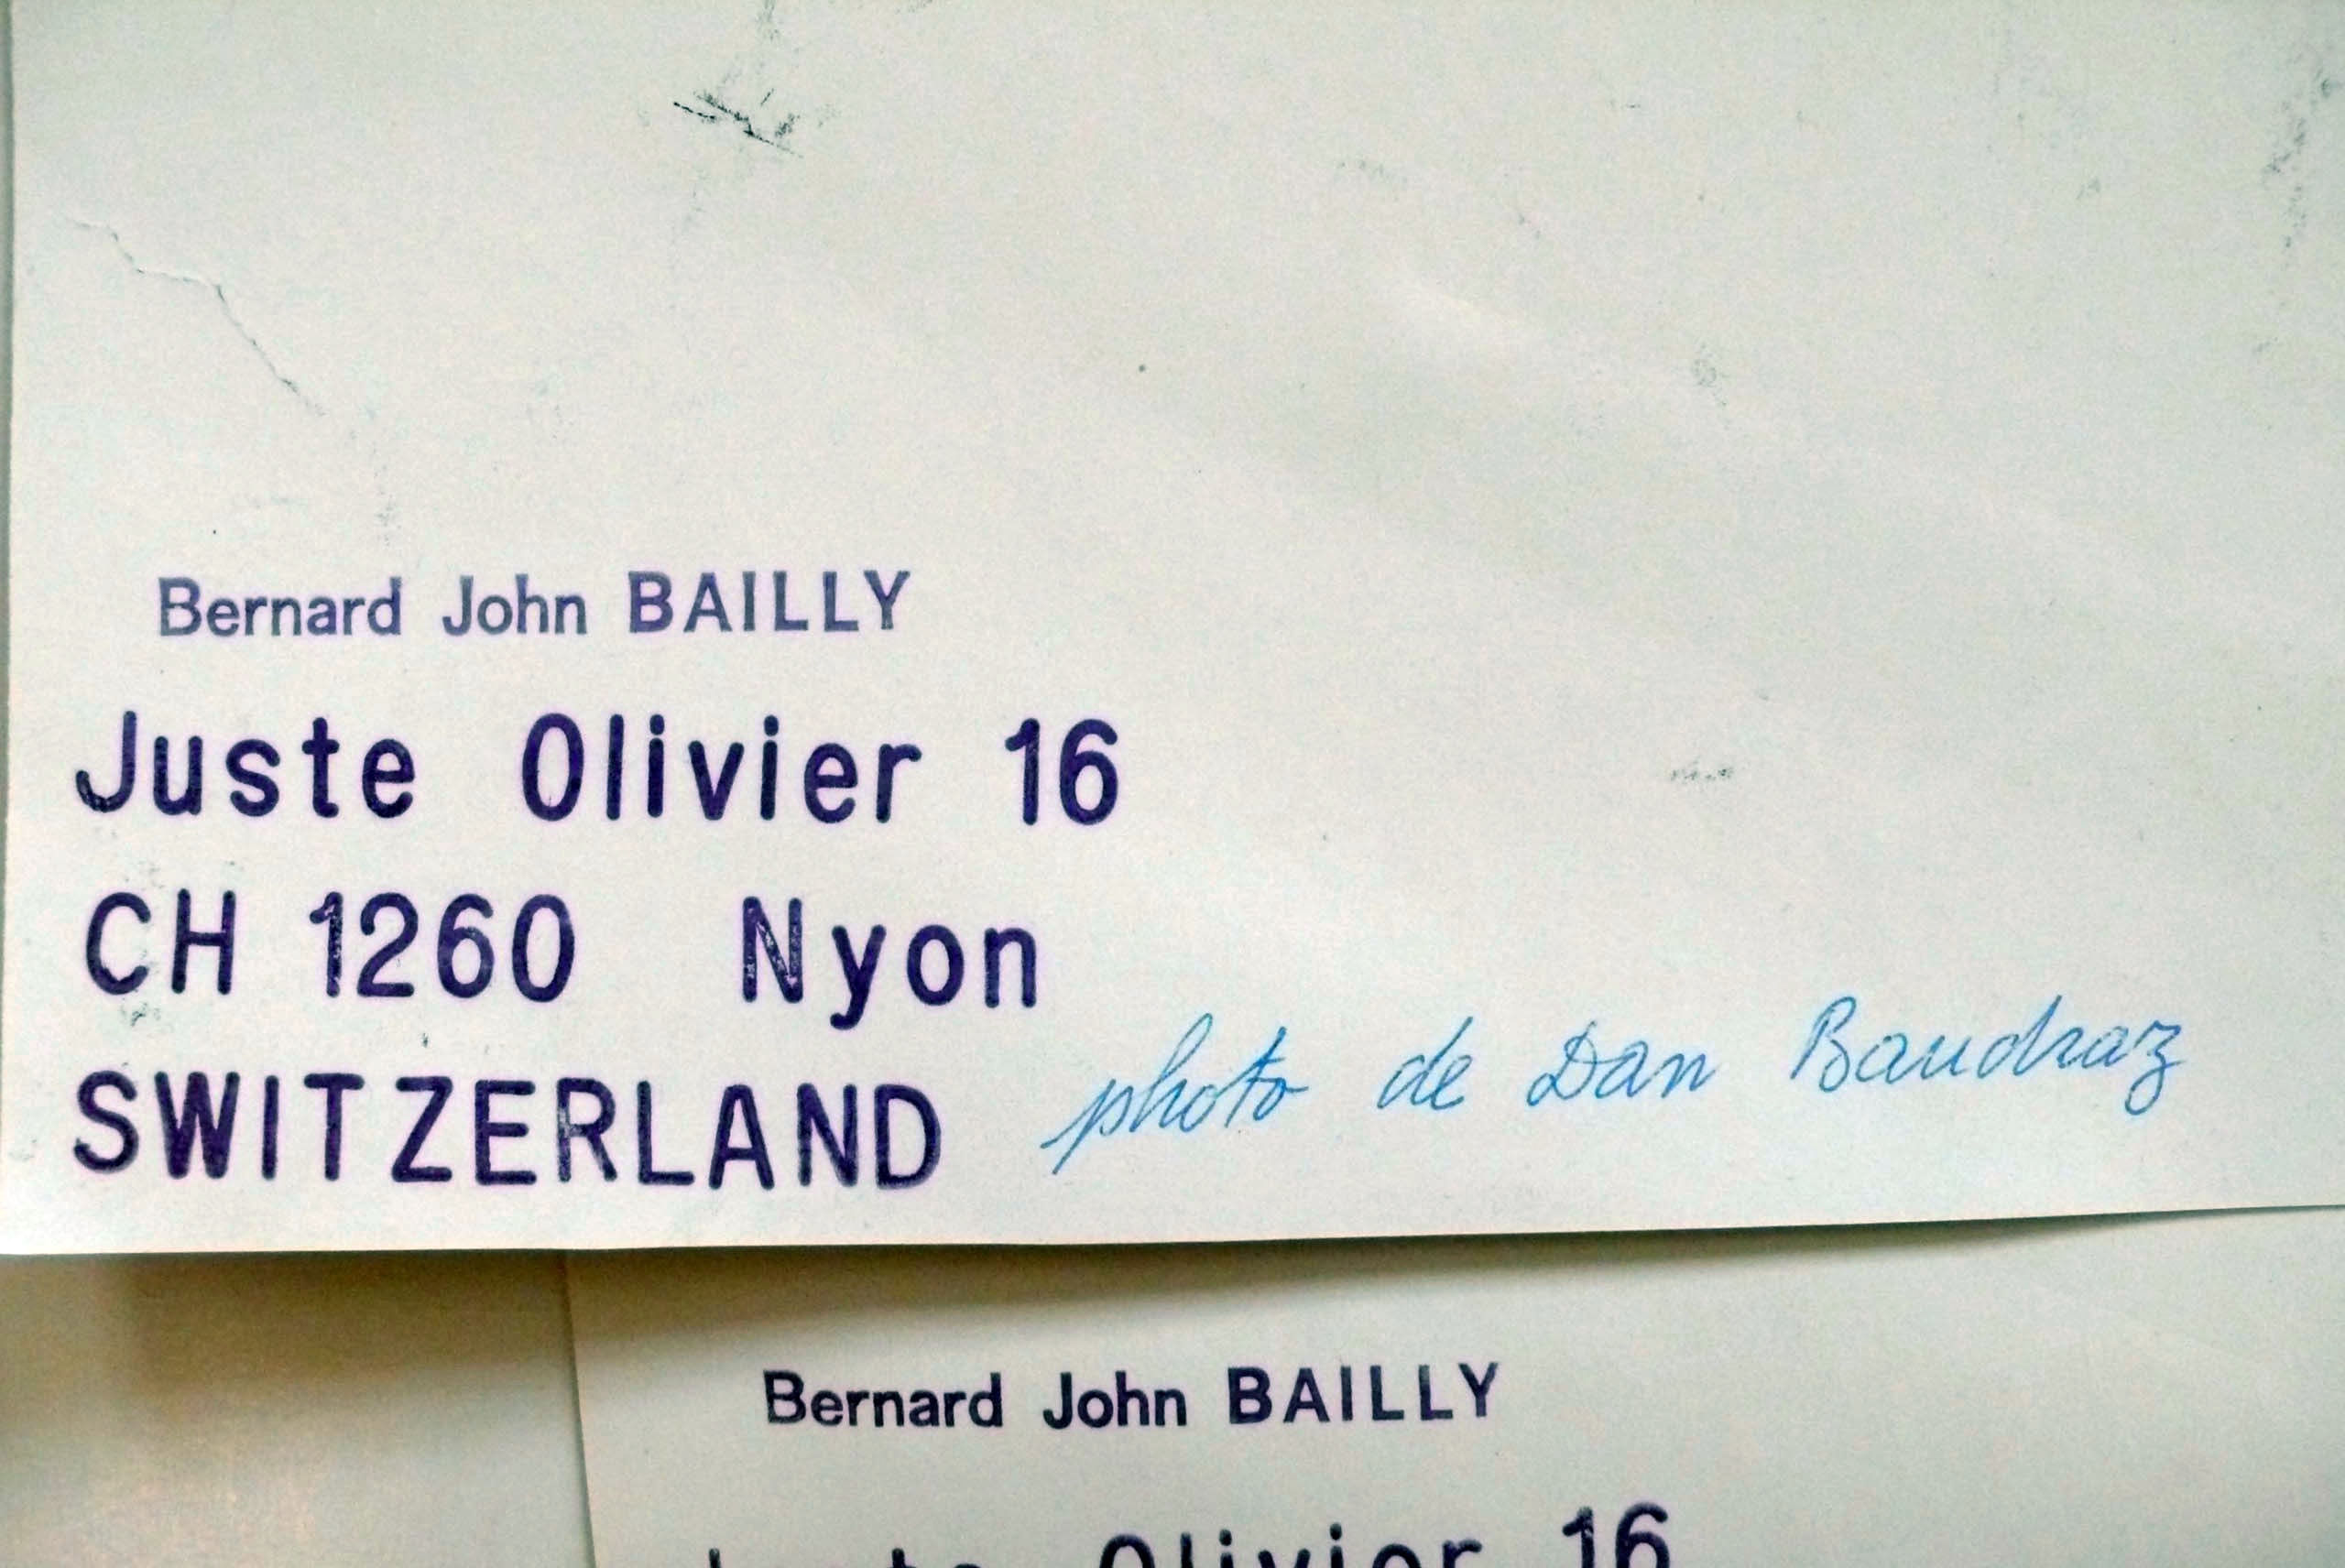 Bernard John BAILLY
Juste Olivier 16
CH 1260 Nyon
SWITZERLAND
photo de Dan Baudraz
Bernard John BAILLY
Juste Olivier 16